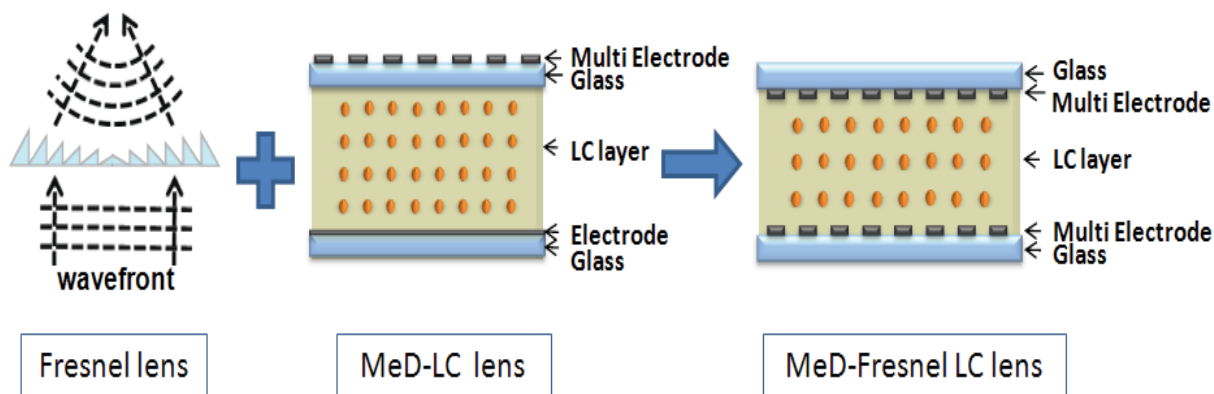 wavefront
Fresnel lens
Multi Electrode
Glass
LC layer
Electrode
Glass
MeD-LC lens
Glass
Multi Electrode
LC layer
Multi Electrode
Glass
MeD-Fresnel LC lens